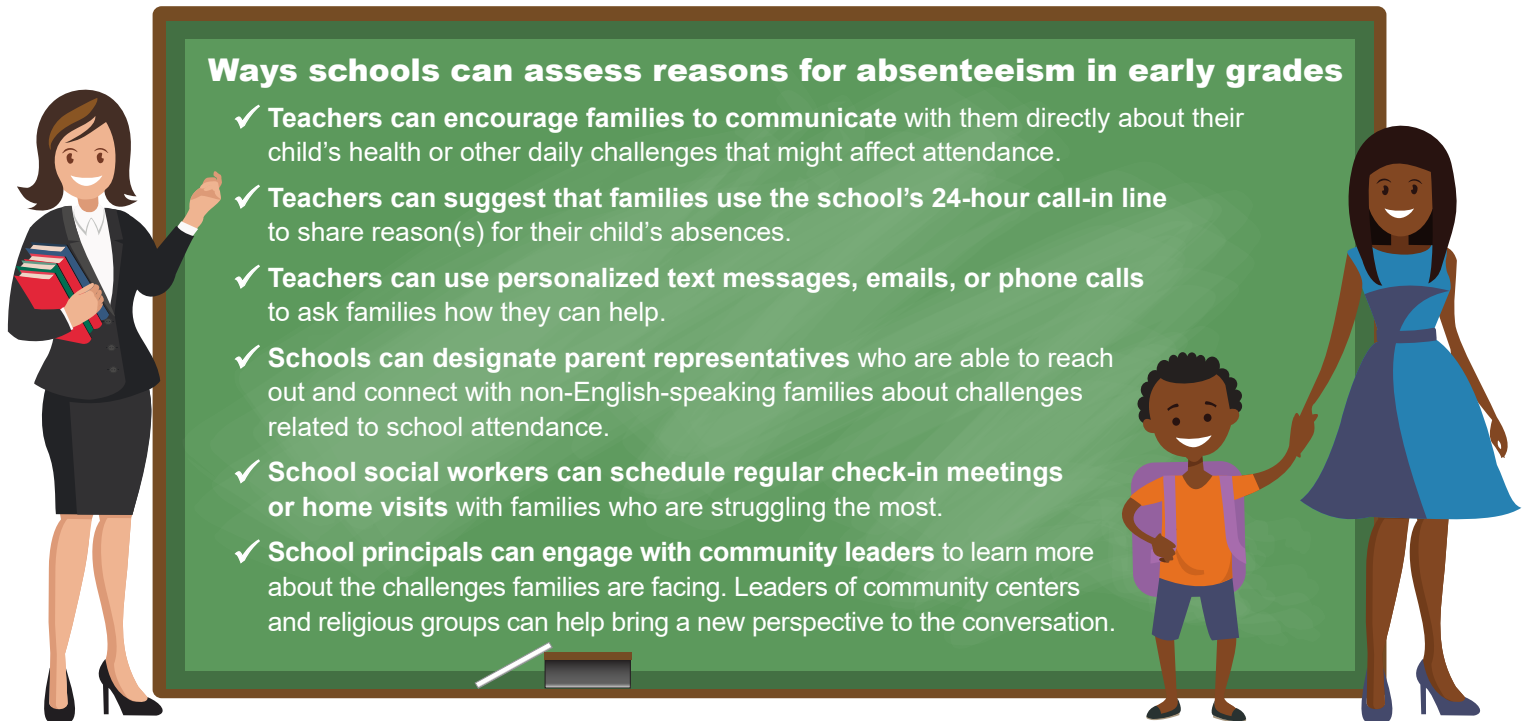 Ways schools can assess reasons for absenteeism in early grades
✓ Teachers can encourage families to communicate with them directly about their
child’s health or other daily challenges that might affect attendance.
✓ Teachers can suggest that families use the school’s 24-hour call-in line
to share reason(s) for their child’s absences.
✓ Teachers can use personalized text messages, emails, or phone calls
to ask families how they can help.
✓ Schools can designate parent representatives who are able to reach
out and connect with non-English-speaking families about challenges
related to school attendance.
✓ School social workers can schedule regular check-in meetings
or home visits with families who are struggling the most.
✓ School principals can engage with community leaders to learn more
about the challenges families are facing. Leaders of community centers
and religious groups can help bring a new perspective to the conversation.